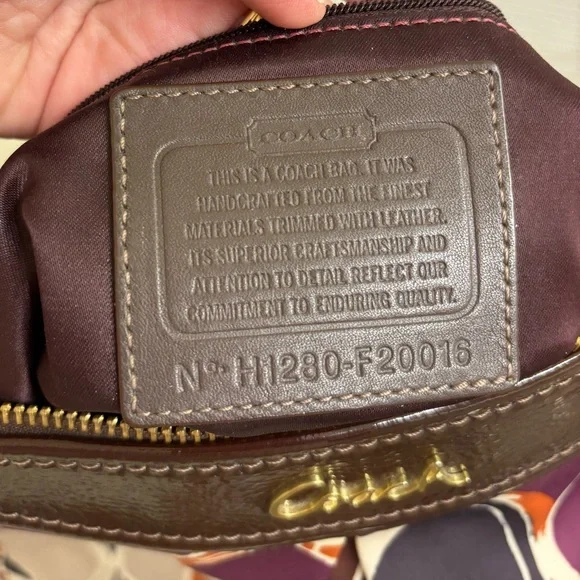 COACH
THIS IS A COACH BAG. IT WAS
HANDCRAFTED FROM THE FINEST
MATERIALS TRIMMED WITH LEATHER.
ITS SUPERIOR CRAFTSMANSHIP AND
ATTENTION TO DETAIL REFLECT OUR
COMMITMENT TO ENDURING QUALITY.
No. H1280-F20016
Coach